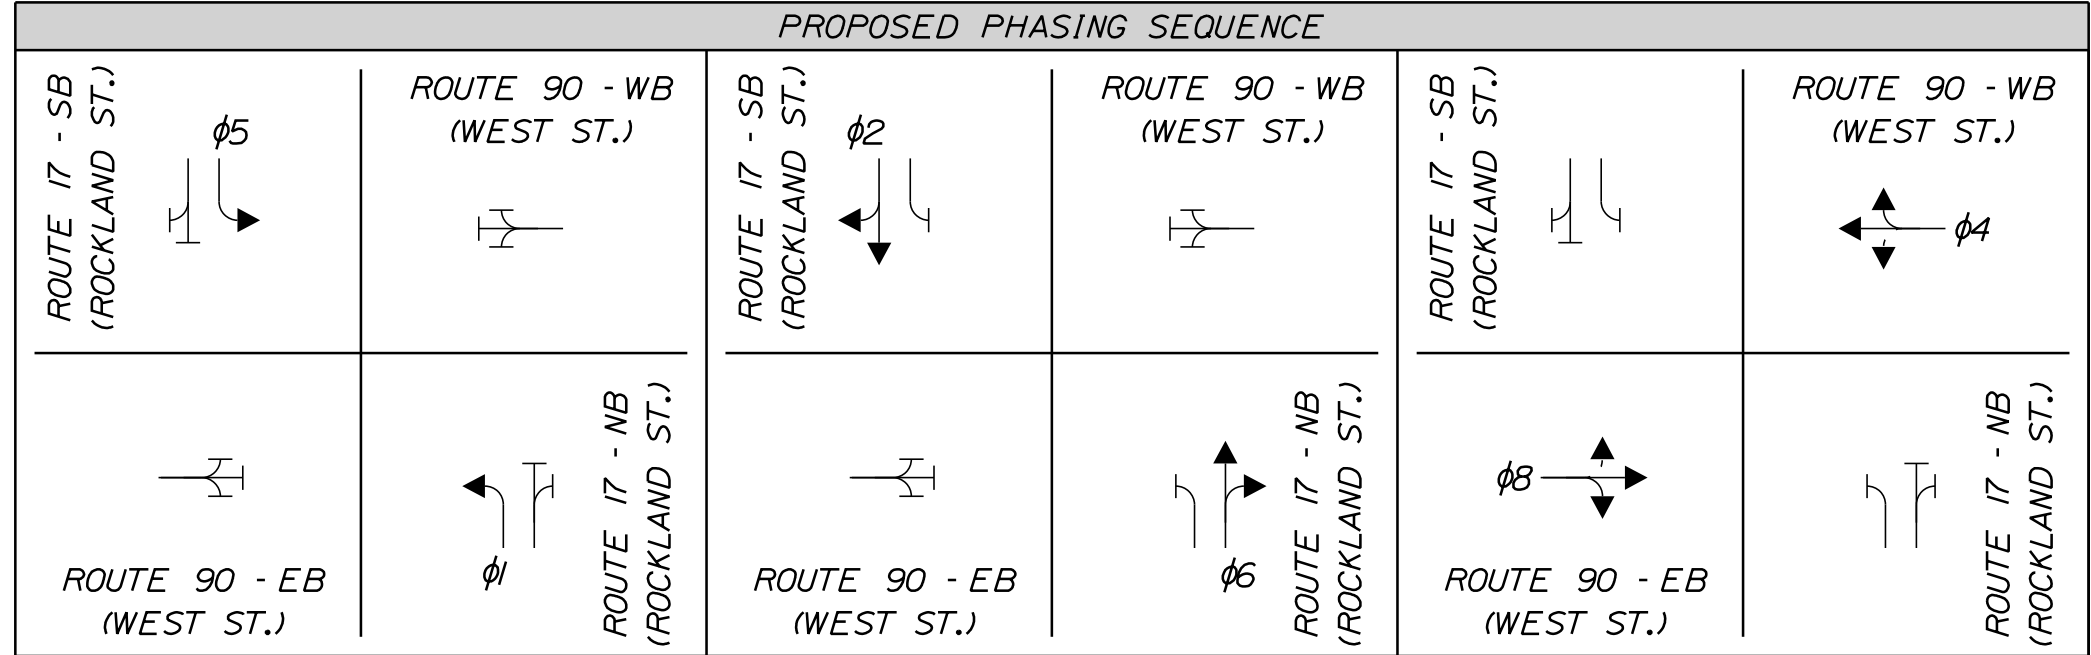 PROPOSED PHASING SEQUENCE
ROUTE 17 - SB
(ROCKLAND ST.)
ϕ5
ROUTE 90 - WB
(WEST ST.)
ROUTE 90 - EB
(WEST ST.)
ϕ1
ROUTE 17 - NB
(ROCKLAND ST.)
ROUTE 17 - SB
(ROCKLAND ST.)
ϕ2
ROUTE 90 - WB
(WEST ST.)
ROUTE 90 - EB
(WEST ST.)
ϕ6
ROUTE 17 - NB
(ROCKLAND ST.)
ROUTE 17 - SB
(ROCKLAND ST.)
ROUTE 90 - WB
(WEST ST.)
ϕ4
ϕ8
ROUTE 90 - EB
(WEST ST.)
ROUTE 17 - NB
(ROCKLAND ST.)